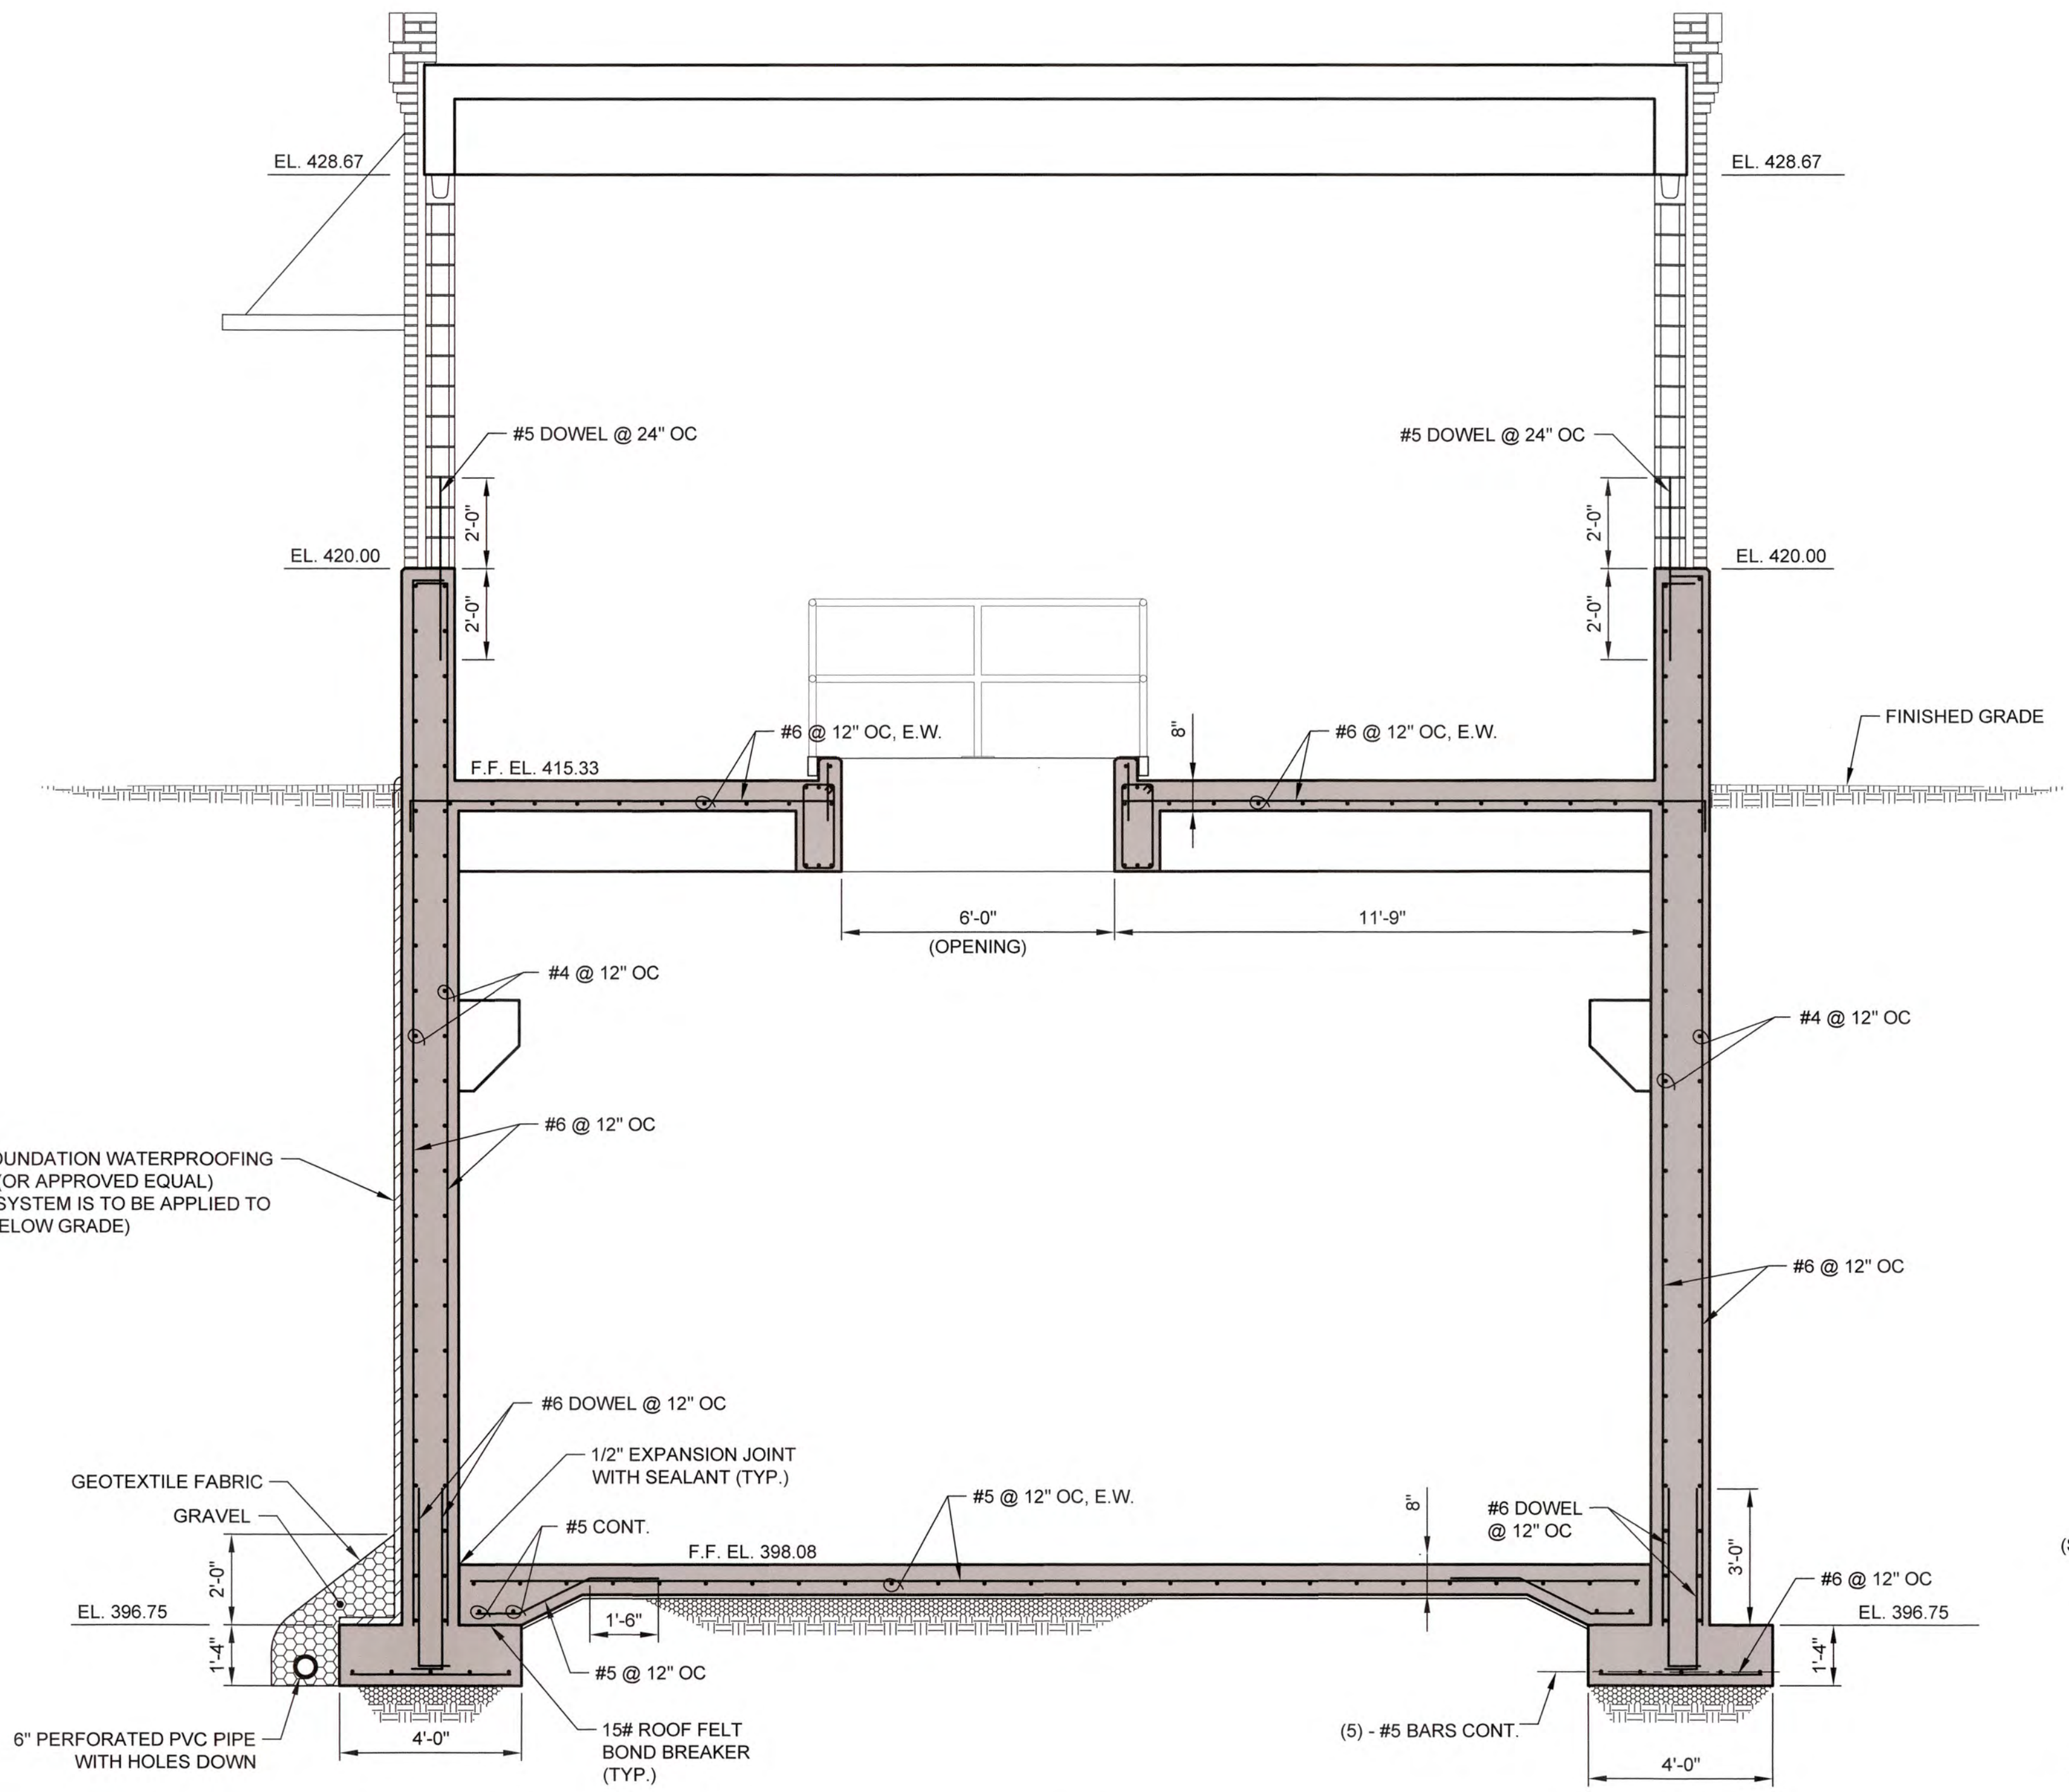 EL. 428.67
EL. 428.67
#5 DOWEL @ 24" OC
#5 DOWEL @ 24" OC
2'-0"
2'-0"
EL. 420.00
EL. 420.00
2'-0"
2'-0"
FINISHED GRADE
#6 @ 12" OC, E.W.
8"
#6 @ 12" OC, E.W.
F.F. EL. 415.33
6'-0"
(OPENING)
11'-9"
#4 @ 12" OC
#4 @ 12" OC
#6 @ 12" OC
WATERPROOFING
(OR APPROVED EQUAL)
SYSTEM IS TO BE APPLIED TO
GRADE)
#6 @ 12" OC
#6 DOWEL @ 12" OC
1/2" EXPANSION JOINT
WITH SEALANT (TYP.)
GEOTEXTILE FABRIC
GRAVEL
#5 @ 12" OC, E.W.
8"
#6 DOWEL
@ 12" OC
#5 CONT.
F.F. EL. 398.08
2'-0"
3'-0"
#6 @ 12" OC
EL. 396.75
EL. 396.75
1'-6"
1'-4"
1'-4"
#5 @ 12" OC
6" PERFORATED PVC PIPE
WITH HOLES DOWN
4'-0"
15# ROOF FELT
BOND BREAKER
(TYP.)
(5) - #5 BARS CONT.
4'-0"